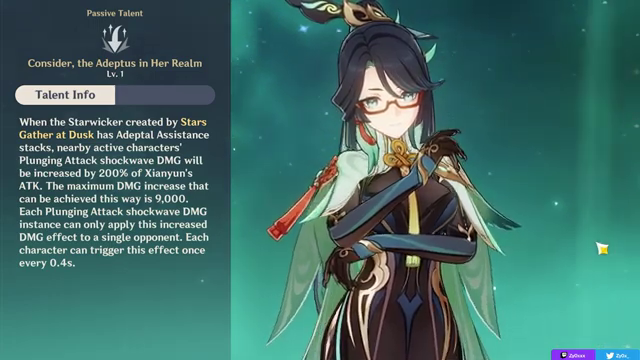 Passive Talent
Consider, the Adeptus in Her Realm
Lv. 1
Talent Info
When the Starwicker created by Stars
Gather at Dusk has Adeptal Assistance
stacks, nearby active characters'
Plunging Attack shockwave DMG will
be increased by 200% of Xianyun's
ATK. The maximum DMG increase that
can be achieved this way is 9,000.
Each Plunging Attack shockwave DMG
instance can only apply this increased
DMG effect to a single opponent. Each
character can trigger this effect once
every 0.4s.